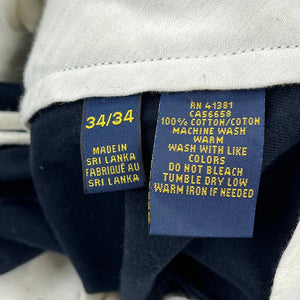 34/34
MADE IN
SRI LANKA
FABRIQUÉ AU
SRI LANKA
RN 41381
CA56658
100% COTTON/COTON
MACHINE WASH
WARM
WASH WITH LIKE
COLORS
DO NOT BLEACH
TUMBLE DRY LOW
WARM IRON IF NEEDED